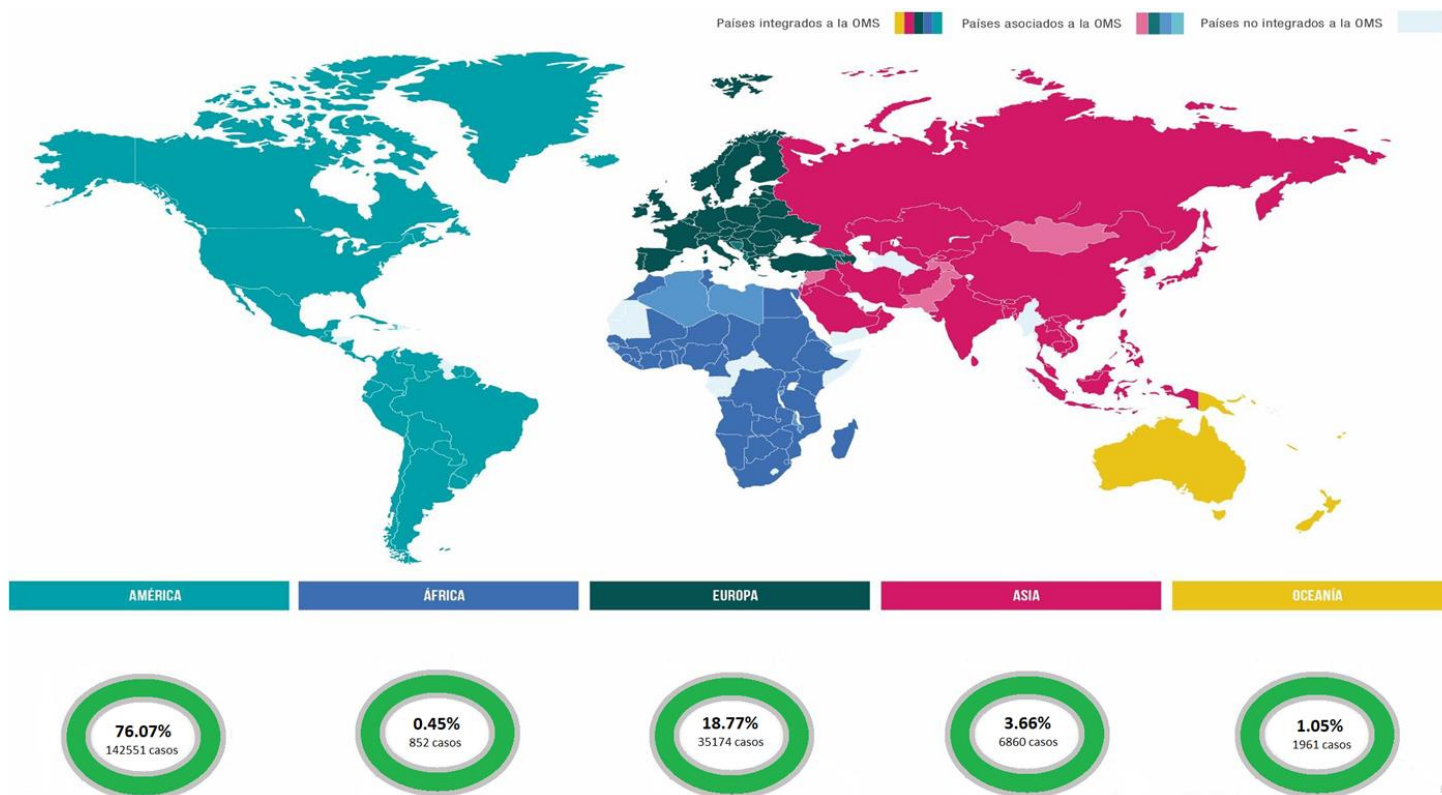 Países integrados a la OMS
Países asociados a la OMS
Países no integrados a la OMS
AMÉRICA
ÁFRICA
EUROPA
ASIA
OCEANÍA
76.07%
142551 casos
0.45%
852 casos
18.77%
35174 casos
3.66%
6860 casos
1.05%
1961 casos